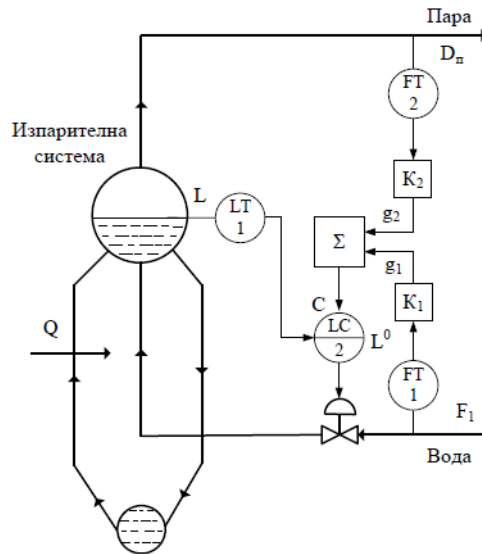 Пара
Dп
FT
2
Изпарителна
система
K2
L
LT
1
g2
Σ
g1
K1
C
LC
2
L⁰
Q
FT
1
F1
Вода